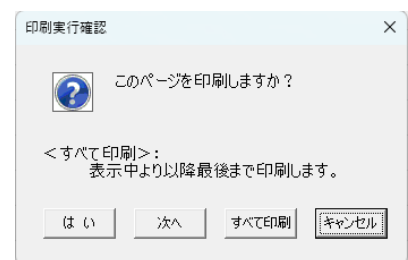 印刷実行確認
このページを印刷しますか？
＜すべて印刷＞：
表示中より以降最後まで印刷します。
はい 次へ すべて印刷 キャンセル